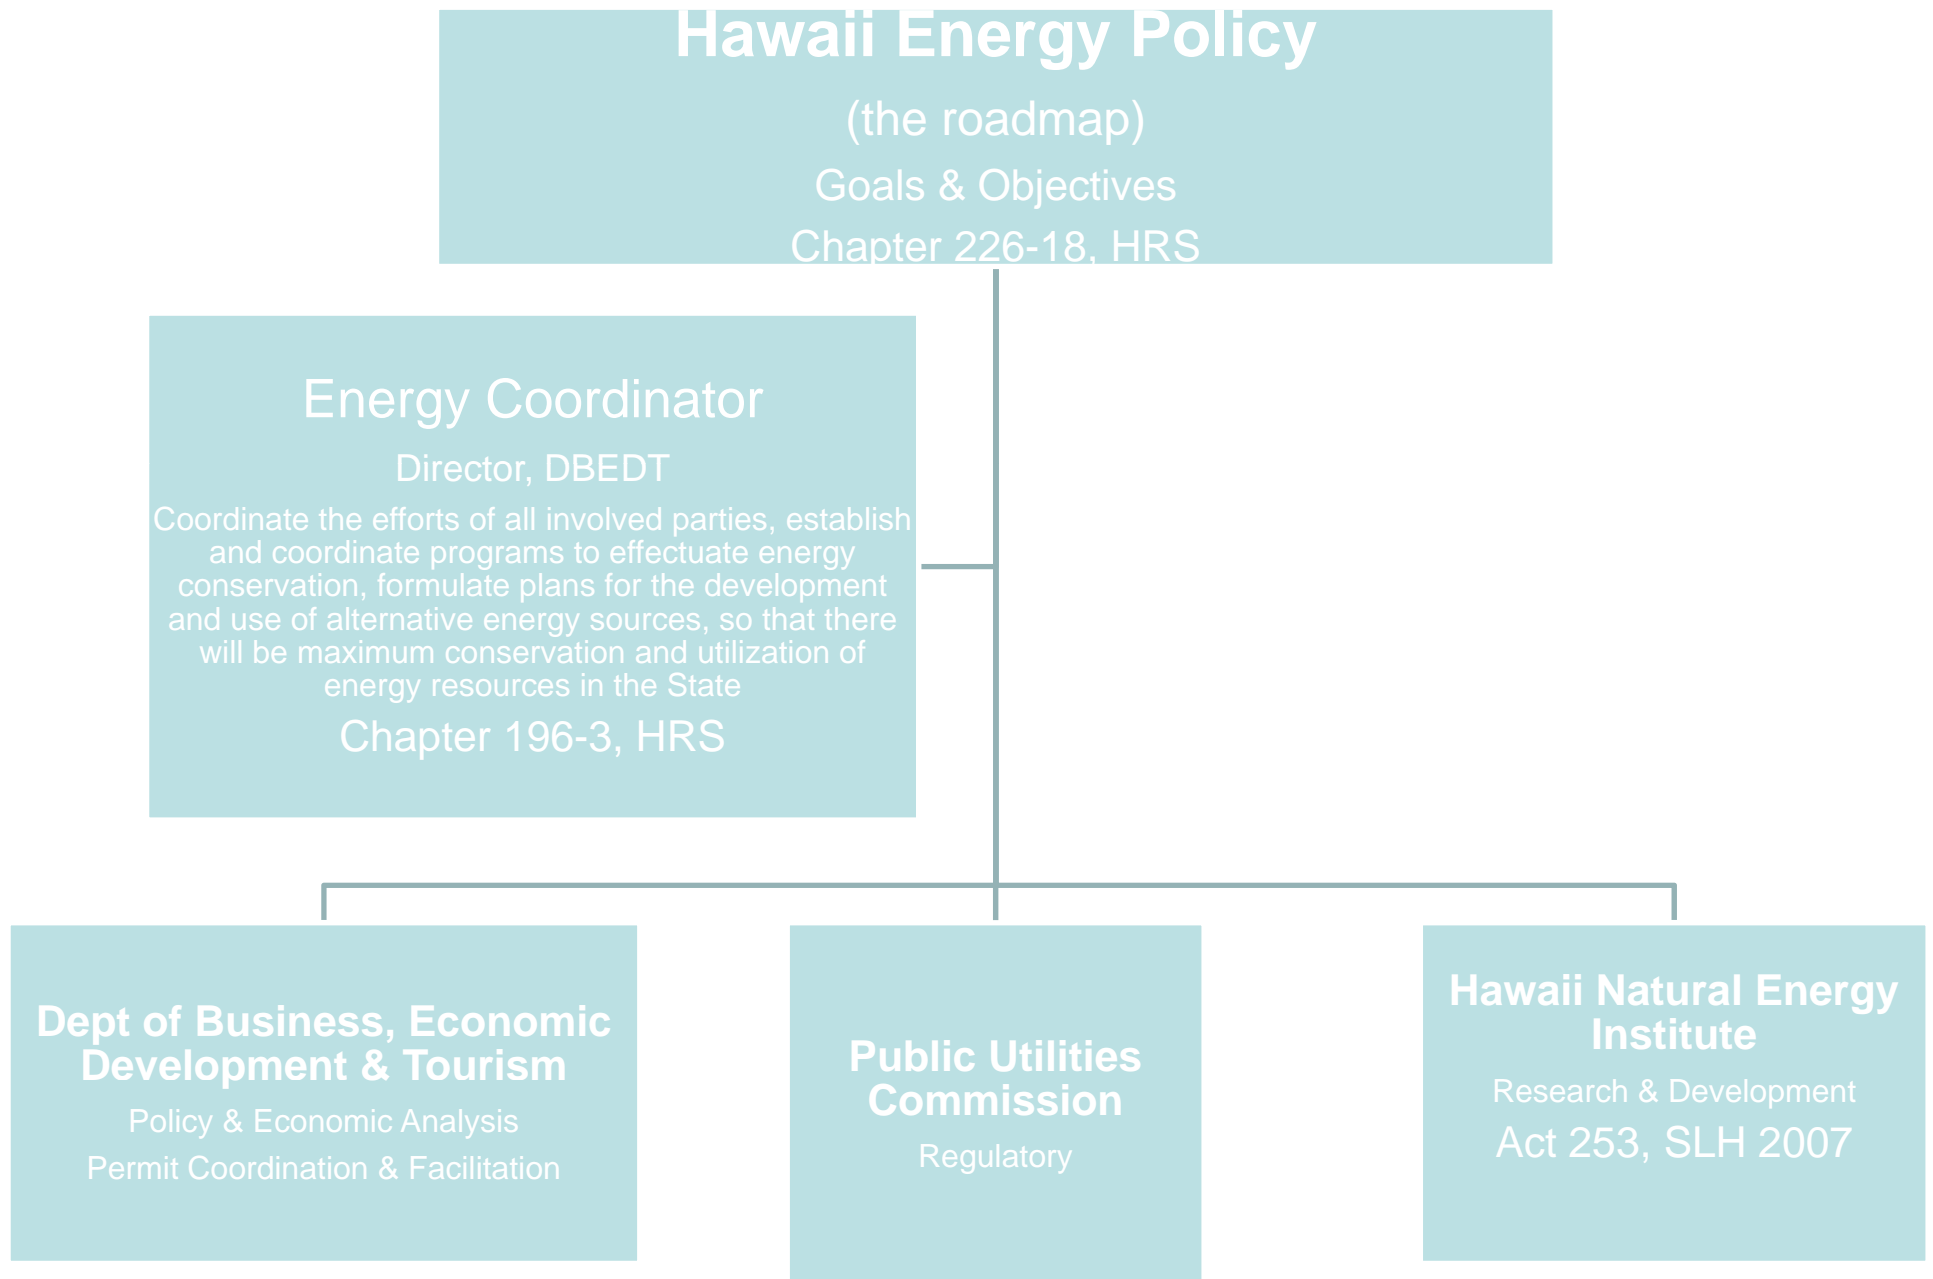 Hawaii Energy Policy
(the roadmap)
Goals & Objectives
Chapter 226-18, HRS
Energy Coordinator
Director, DBEDT
Coordinate the efforts of all involved parties, establish
and coordinate programs to effectuate energy
conservation, formulate plans for the development
and use of alternative energy sources, so that there
will be maximum conservation and utilization of
energy resources in the State
Chapter 196-3, HRS
Dept of Business, Economic
Development & Tourism
Policy & Economic Analysis
Permit Coordination & Facilitation
Public Utilities
Commission
Regulatory
Hawaii Natural Energy
Institute
Research & Development
Act 253, SLH 2007